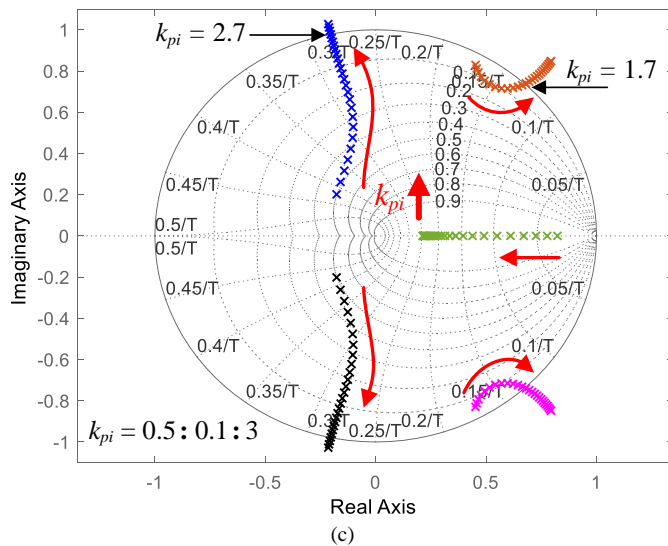 k_pi = 2.7
k_pi = 1.7
k_pi
k_pi = 0.5 : 0.1 : 3
Imaginary Axis
1
0.8
0.6
0.4
0.2
0
-0.2
-0.4
-0.6
-0.8
-1
0.3/T
0.25/T
0.2/T
0.15/T
0.35/T
0.1/T
0.4/T
0.45/T
0.05/T
0.5/T
0.5/T
0.45/T
0.05/T
0.4/T
0.1/T
0.35/T
0.15/T
0.3/T
0.25/T
0.2/T
0.2
0.3
0.4
0.5
0.6
0.7
0.8
0.9
-1
-0.5
0
0.5
1
Real Axis
(c)